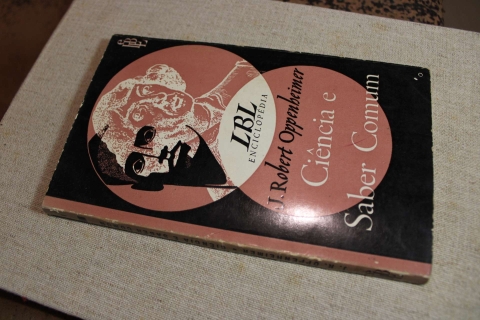 LBL
ENCICLOPÉDIA
J. Robert Oppenheimer
A
Ciência e
Saber Comum